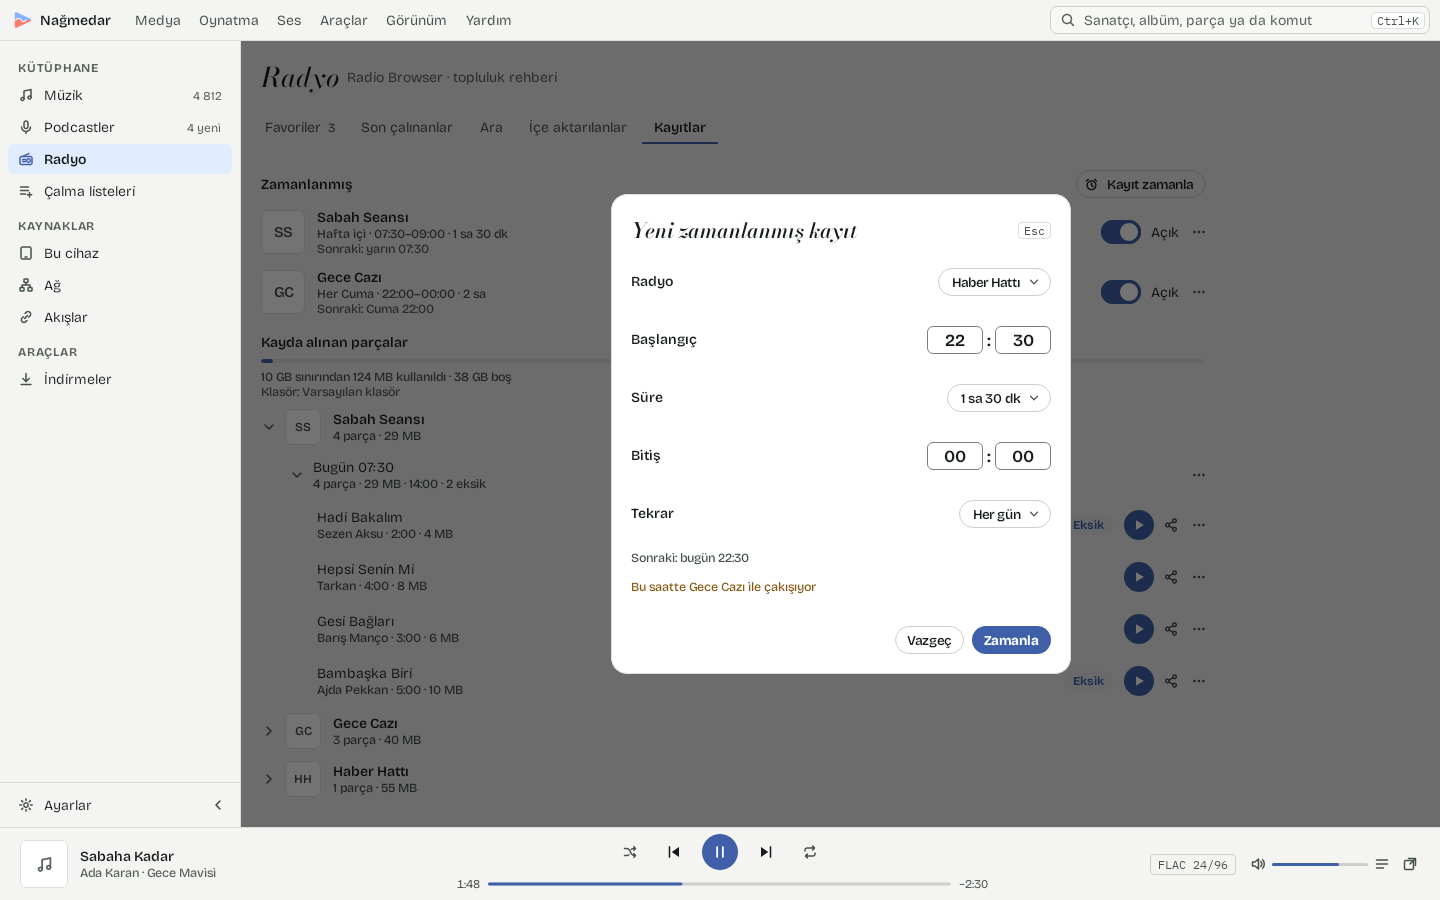 Nağmedar
Medya
Oynatma
Ses
Araçlar
Görünüm
Yardım
Sanatçı, albüm, parça ya da komut
Ctrl+K
KÜTÜPHANE
Müzik
4 812
Podcastler
4 yeni
Radyo
Çalma listeleri
KAYNAKLAR
Bu cihaz
Ağ
Akışlar
ARAÇLAR
İndirmeler
Ayarlar
Radyo
Radio Browser · topluluk rehberi
Favoriler 3
Son çalınanlar
Ara
İçe aktarılanlar
Kayıtlar
Zamanlanmış
Kayıt zamanla
SS
Sabah Seansı
Hafta içi · 07:30–09:00 · 1 sa 30 dk
Sonraki: yarın 07:30
Açık
GC
Gece Cazı
Her Cuma · 22:00–00:00 · 2 sa
Sonraki: Cuma 22:00
Açık
Kayda alınan parçalar
10 GB sınırından 124 MB kullanıldı · 38 GB boş
Klasör: Varsayılan klasör
SS
Sabah Seansı
4 parça · 29 MB
Bugün 07:30
4 parça · 29 MB · 14:00 · 2 eksik
Hadi Bakalım
Sezen Aksu · 2:00 · 4 MB
Eksik
Hepsi Senin Mi
Tarkan · 4:00 · 8 MB
Gesi Bağları
Barış Manço · 3:00 · 6 MB
Bambaşka Biri
Ajda Pekkan · 5:00 · 10 MB
Eksik
GC
Gece Cazı
3 parça · 40 MB
HH
Haber Hattı
1 parça · 55 MB
Yeni zamanlanmış kayıt
Esc
Radyo
Haber Hattı
Başlangıç
22 : 30
Süre
1 sa 30 dk
Bitiş
00 : 00
Tekrar
Her gün
Sonraki: bugün 22:30
Bu saatte Gece Cazı ile çakışıyor
Vazgeç
Zamanla
Sabaha Kadar
Ada Karan · Gece Mavisi
1:48
−2:30
FLAC 24/96